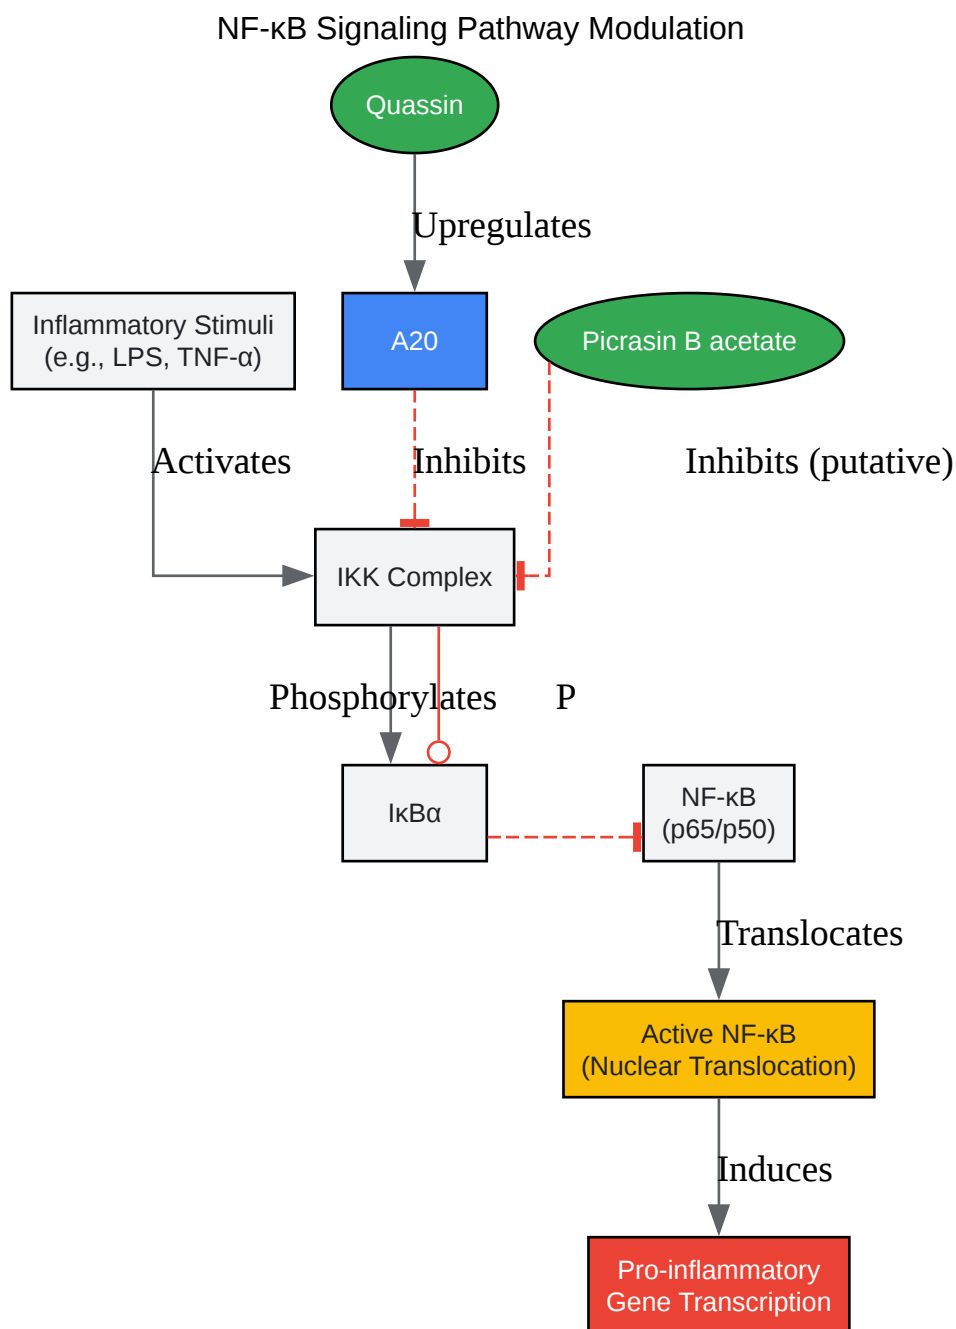 NF-κB Signaling Pathway Modulation
Quassin
Upregulates
Inflammatory Stimuli
(e.g., LPS, TNF-α)
A20
Picrasin B acetate
Activates
Inhibits
Inhibits (putative)
IKK Complex
Phosphorylates
P
IκBα
NF-κB
(p65/p50)
Translocates
Active NF-κB
(Nuclear Translocation)
Induces
Pro-inflammatory
Gene Transcription